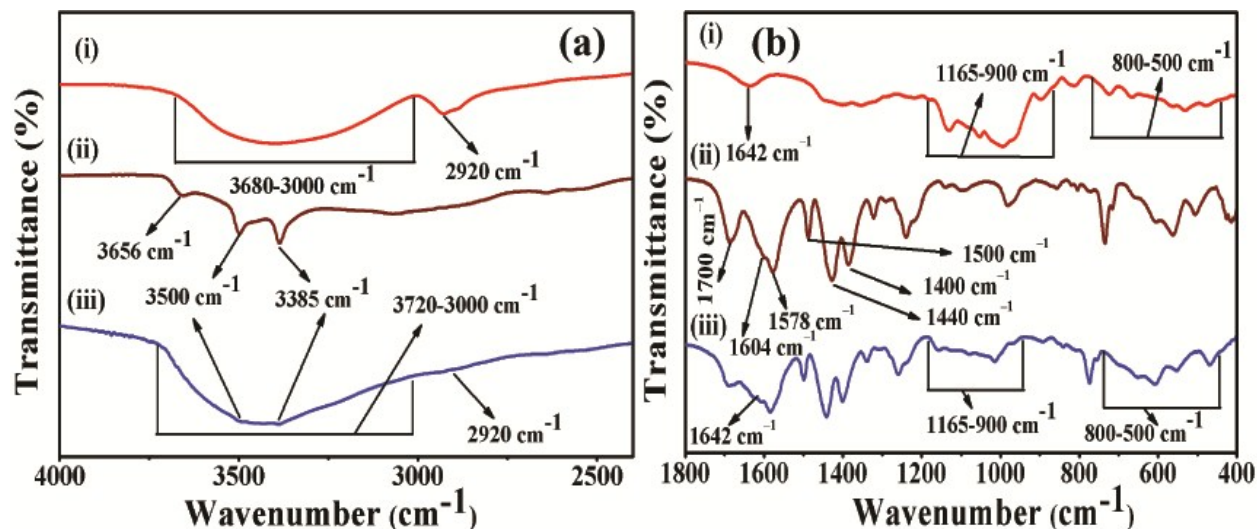 (i)
(a)
3680-3000 cm-1
2920 cm-1
(ii)
3656 cm-1
3500 cm-1
3385 cm-1
3720-3000 cm-1
(iii)
2920 cm-1
Transmittance (%)
4000 3500 3000 2500
Wavenumber (cm-1)
(i)
(b)
1165-900 cm-1
800-500 cm-1
1642 cm-1
(ii)
1700 cm-1
1500 cm-1
1400 cm-1
1440 cm-1
1578 cm-1
1604 cm-1
(iii)
1642 cm-1
1165-900 cm-1
800-500 cm-1
Transmittance (%)
1800 1600 1400 1200 1000 800 600 400
Wavenumber (cm-1)